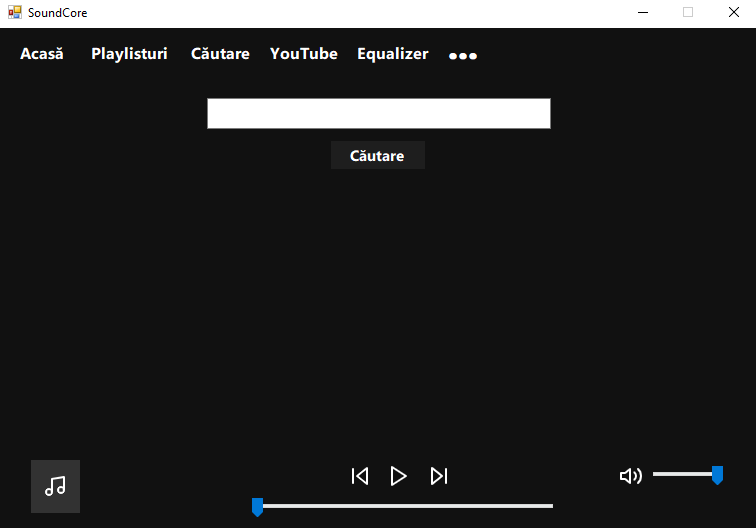 SoundCore
Acasă Playlisturi Căutare YouTube Equalizer
Căutare